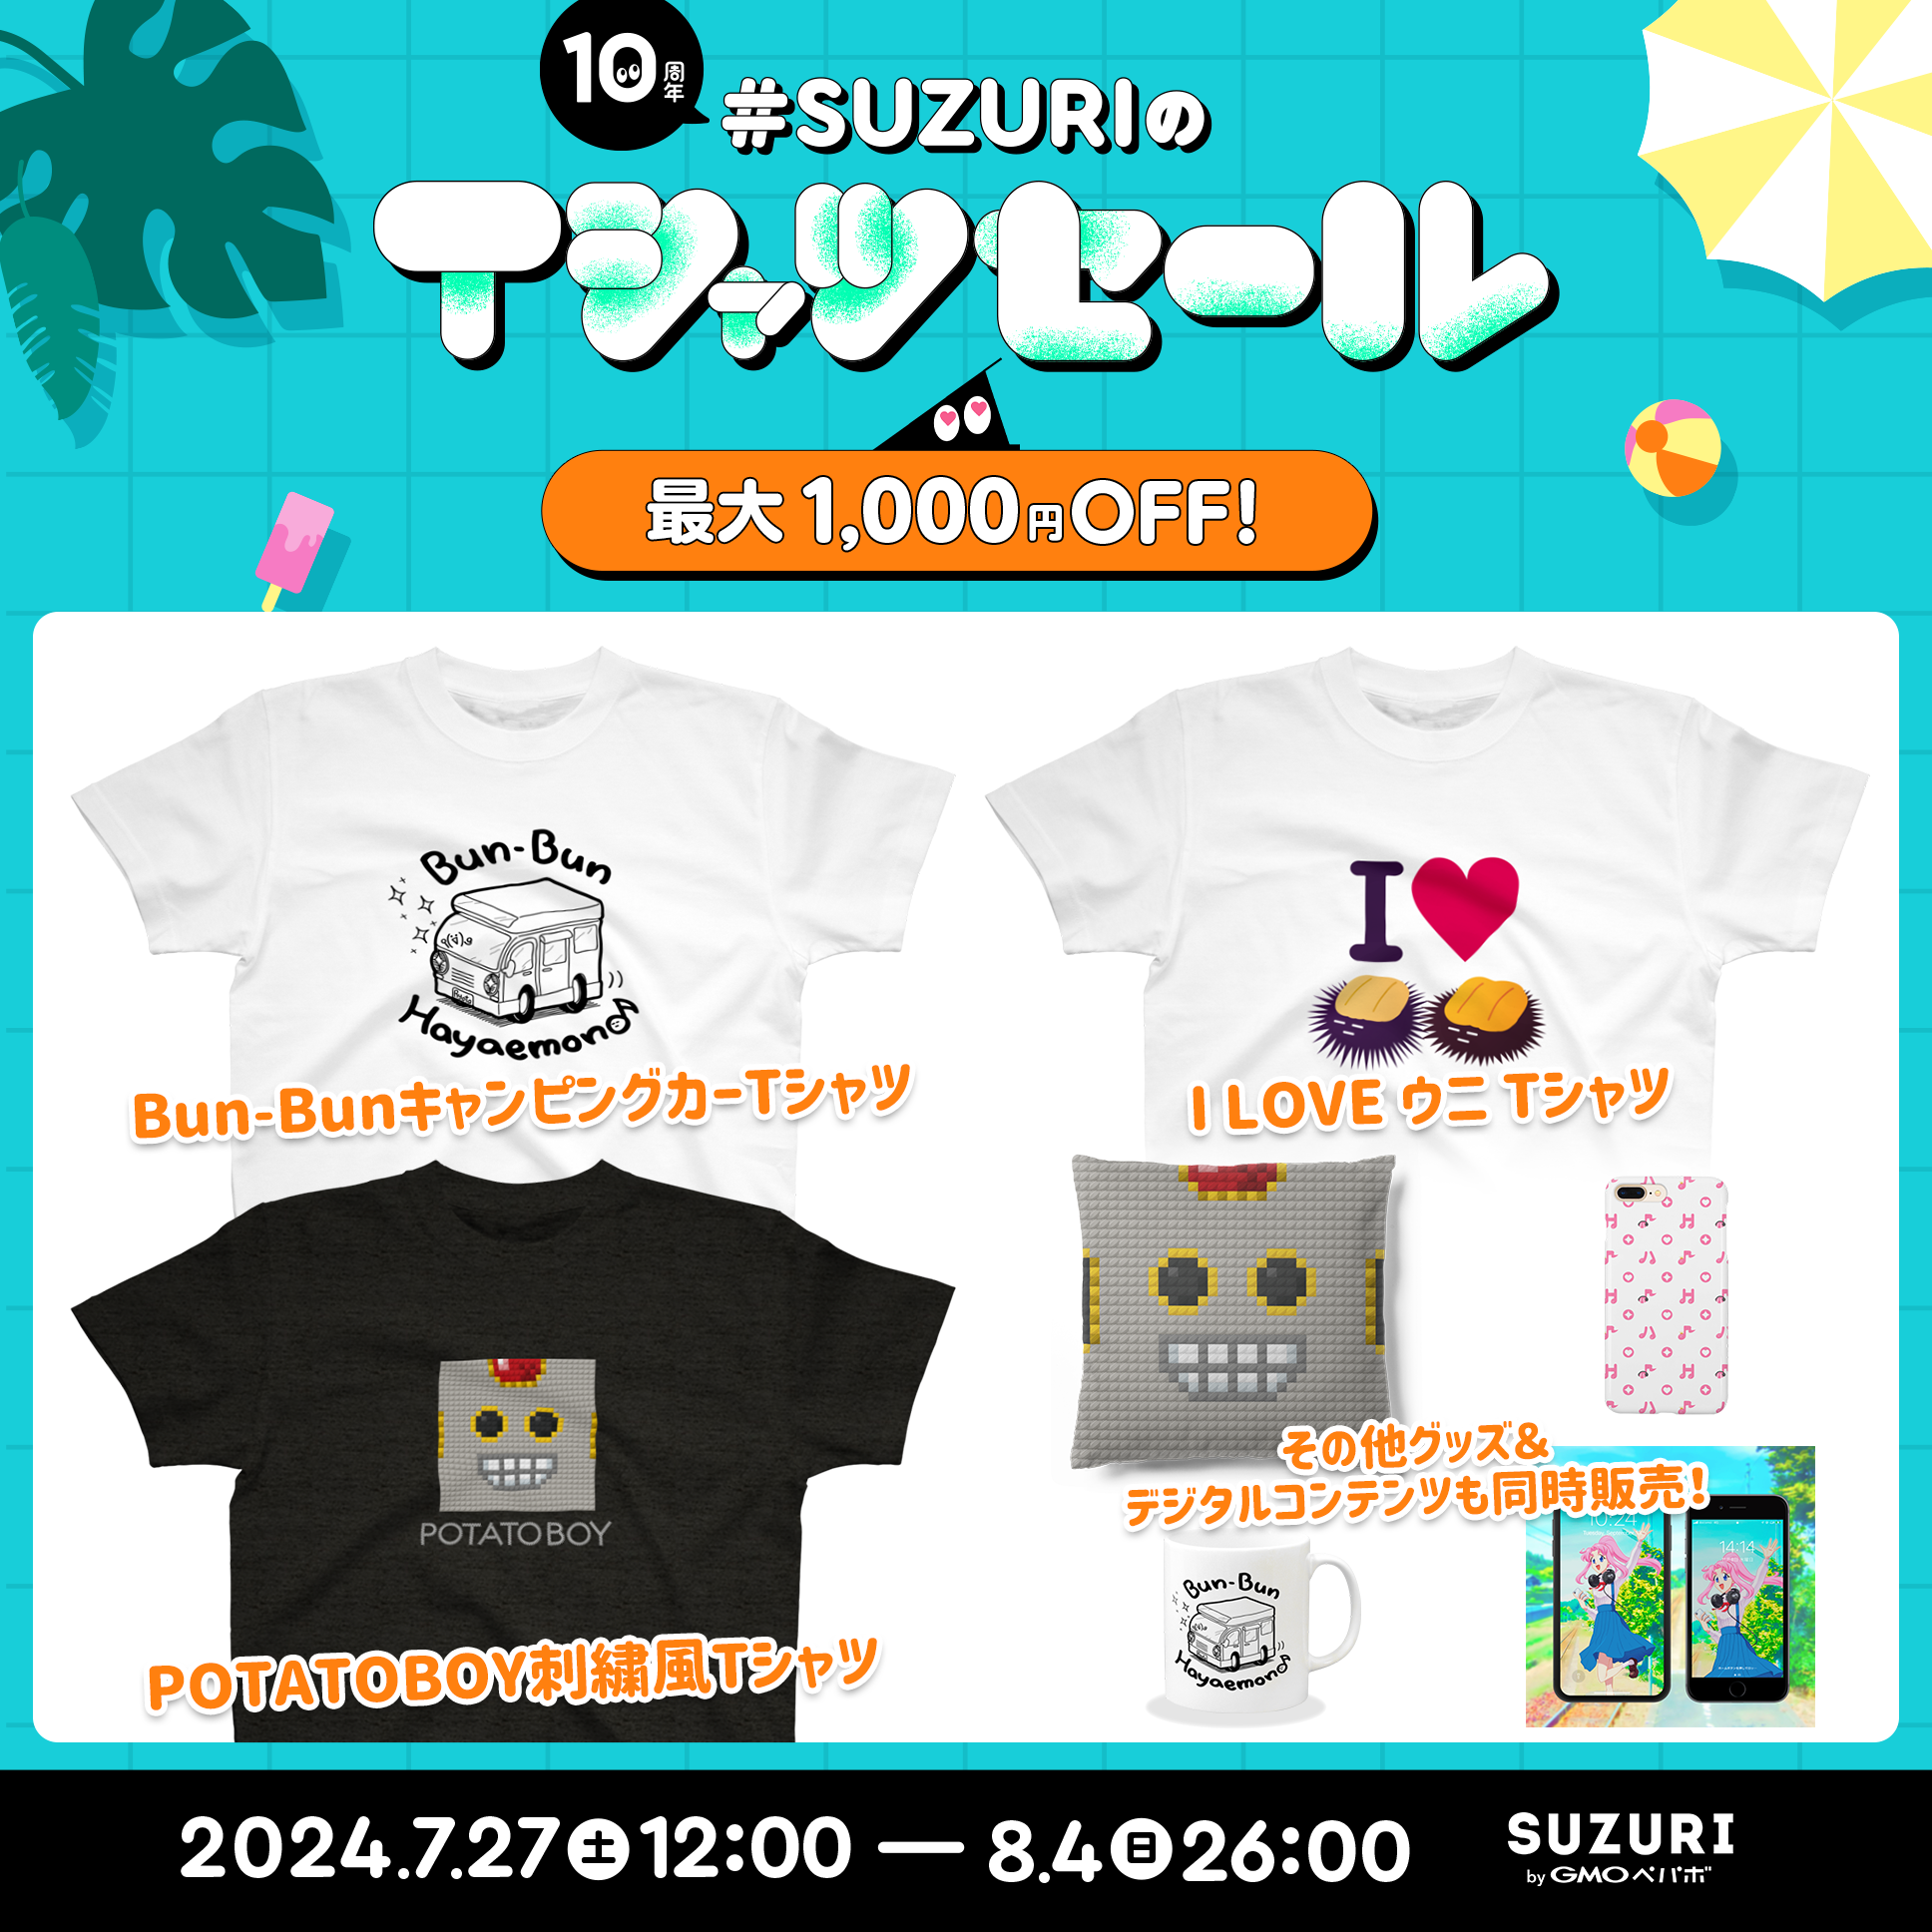 10周年
#SUZURIの
Tシャツセール
最大1,000円OFF!
Bun-Bun
Potato
Hayaemon
Bun-BunキャンピングカーTシャツ
I
I LOVE ウニ Tシャツ
POTATOBOY
POTATOBOY刺繍風Tシャツ
その他グッズ&
デジタルコンテンツも同時販売!
Bun-Bun
Hayaemon
10:24
14:14
2024.7.27土12:00 — 8.4日26:00
SUZURI
by GMOペパボ